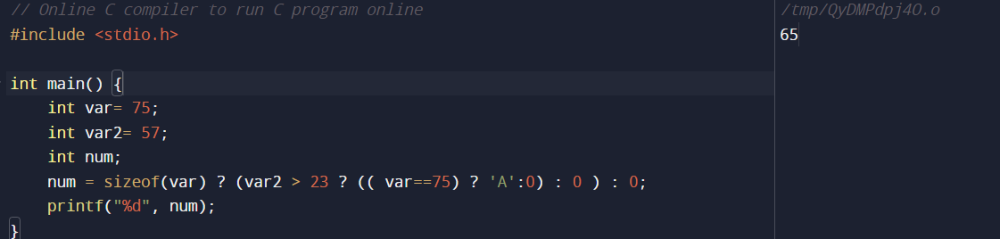 // Online C compiler to run C program online
#include <stdio.h>
int main() {
int var= 75;
int var2= 57;
int num;
num = sizeof(var) ? (var2 > 23 ? (( var==75) ? 'A':0) : 0 ) : 0;
printf("%d", num);
}
/tmp/QyDMPdpj4O.o
65